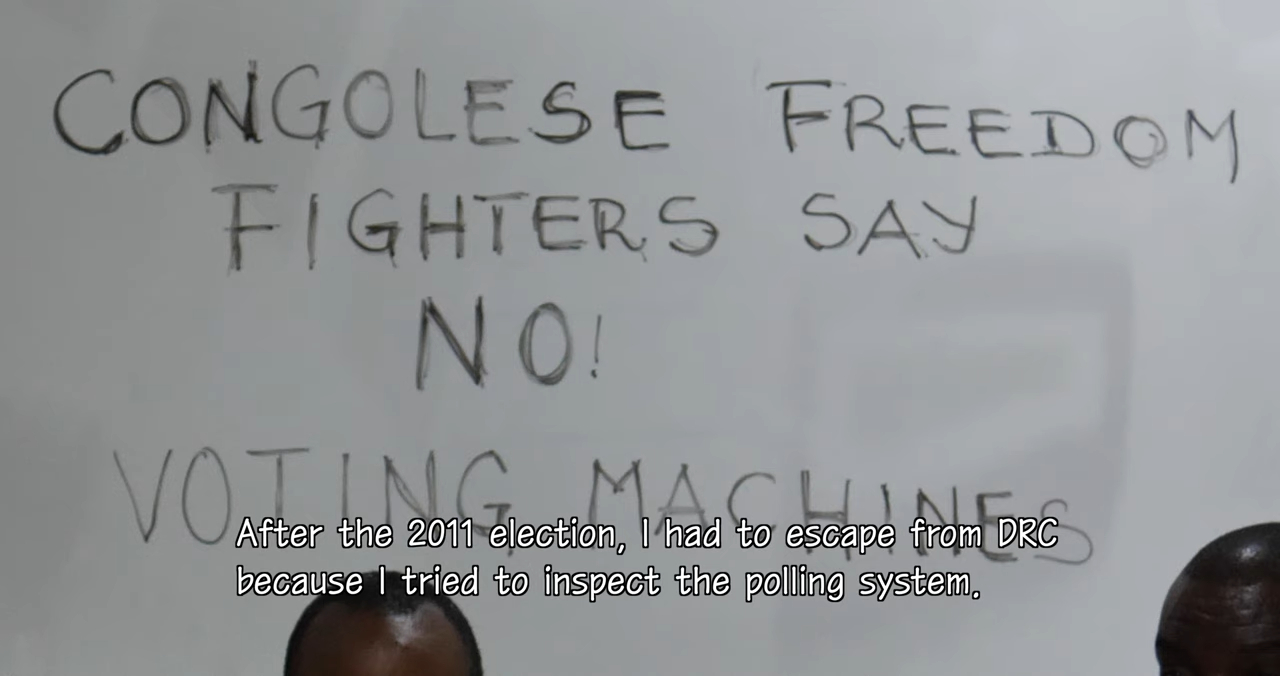 CONGOLESE FREEDOM
FIGHTERS SAY
NO!
VOTING MACHINES
After the 2011 election, I had to escape from DRC
because I tried to inspect the polling system.